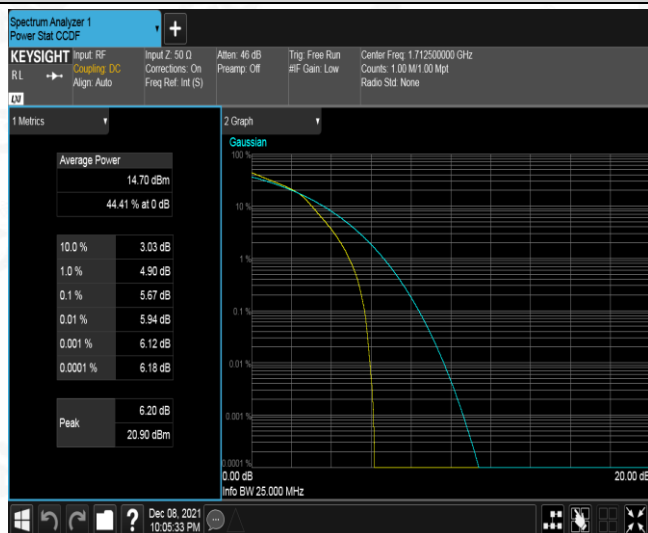 Spectrum Analyzer 1
Power Stat CCDF
+
KEYSIGHT
RL
LXI
Input: RF
Coupling: DC
Align: Auto
Input Z: 50 Ω
Corrections: On
Freq Ref: Int (S)
Atten: 46 dB
Preamp: Off
Trig: Free Run
#IF Gain: Low
Center Freq: 1.712500000 GHz
Counts: 1.00 M/1.00 Mpt
Radio Std: None
1 Metrics
Average Power
14.70 dBm
44.41 % at 0 dB
10.0 % 3.03 dB
1.0 % 4.90 dB
0.1 % 5.67 dB
0.01 % 5.94 dB
0.001 % 6.12 dB
0.0001 % 6.18 dB
Peak 6.20 dB
20.90 dBm
2 Graph
Gaussian
100 %
10 %
1 %
0.1 %
0.01 %
0.001 %
0.0001 %
0.00 dB
20.00 dB
Info BW 25.000 MHz
?
Dec 08, 2021
10:05:33 PM